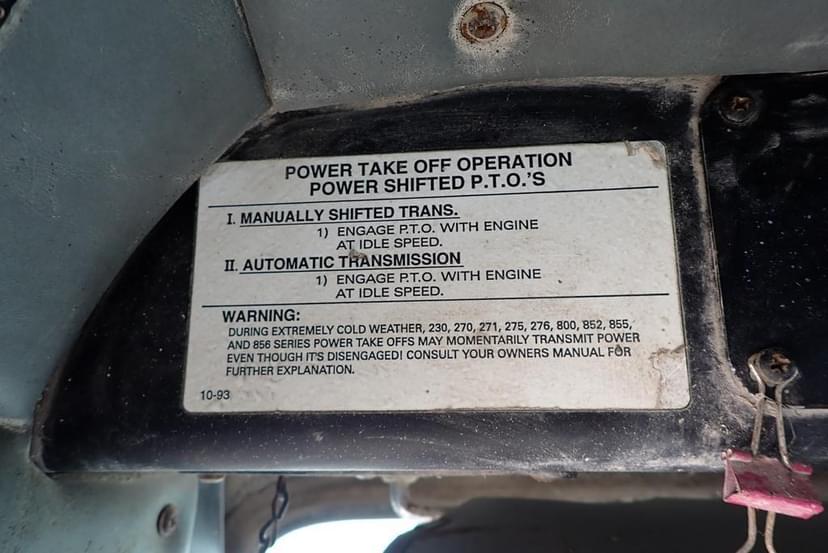 POWER TAKE OFF OPERATION
POWER SHIFTED P.T.O.'S
I. MANUALLY SHIFTED TRANS.
1) ENGAGE P.T.O. WITH ENGINE
AT IDLE SPEED.
II. AUTOMATIC TRANSMISSION
1) ENGAGE P.T.O. WITH ENGINE
AT IDLE SPEED.
WARNING:
DURING EXTREMELY COLD WEATHER, 230, 270, 271, 275, 276, 800, 852, 855,
AND 856 SERIES POWER TAKE OFFS MAY MOMENTARILY TRANSMIT POWER
EVEN THOUGH IT'S DISENGAGED! CONSULT YOUR OWNERS MANUAL FOR
FURTHER EXPLANATION.
10-93